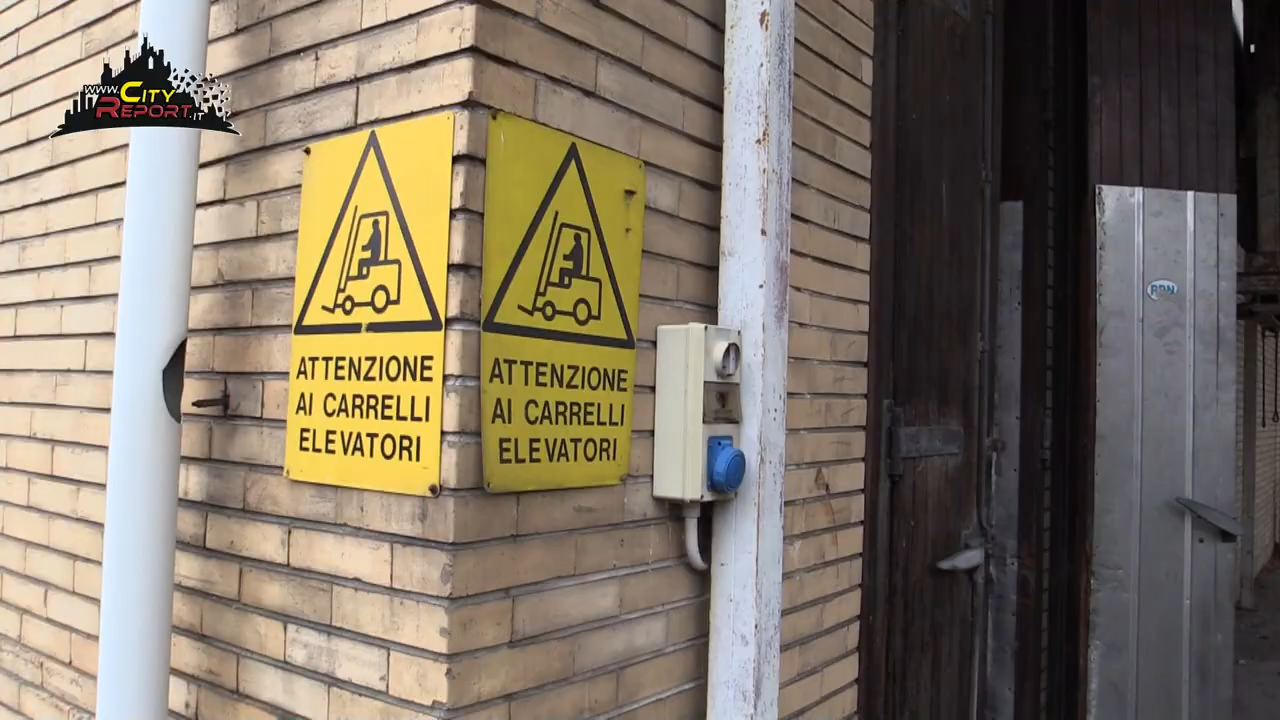 www.CITY
REPORT.IT
ATTENZIONE
AI CARRELLI
ELEVATORI
ATTENZIONE
AI CARRELLI
ELEVATORI